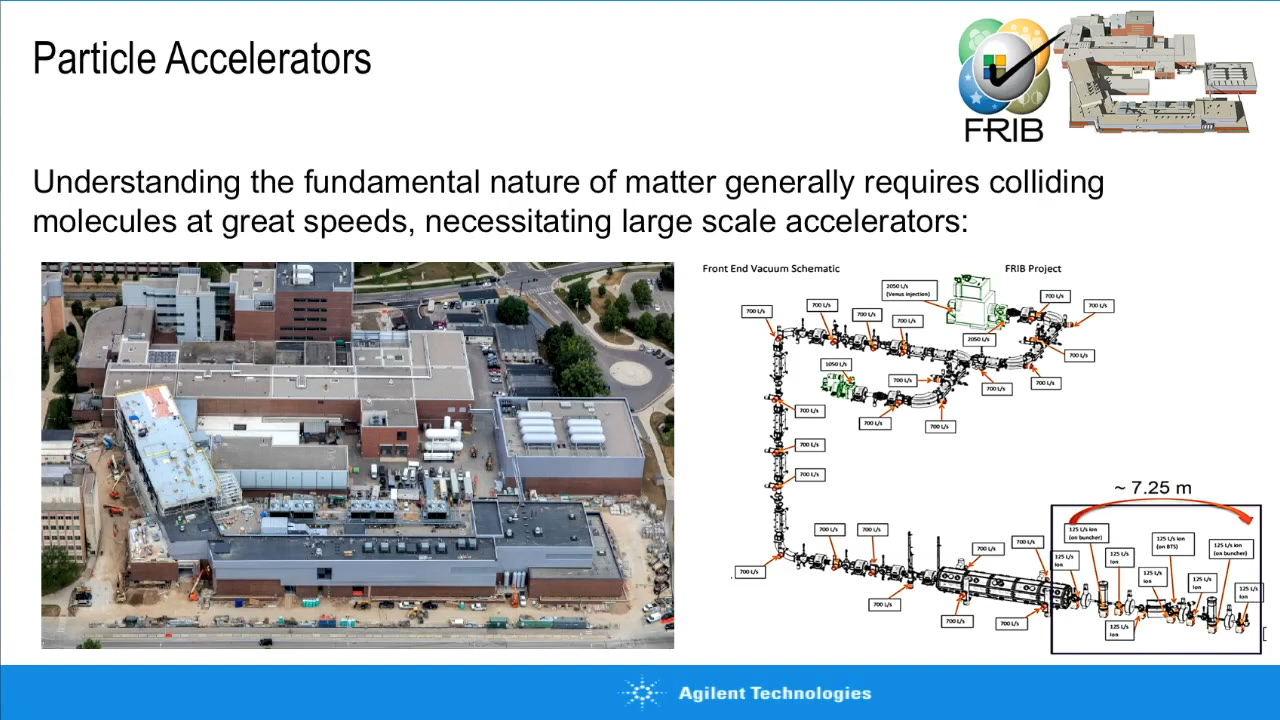 Particle Accelerators
FRIB
Understanding the fundamental nature of matter generally requires colliding
molecules at great speeds, necessitating large scale accelerators:
Front End Vacuum Schematic
FRIB Project
2050 L/s
(Venus injection)
700 L/s
700 L/s
700 L/s
700 L/s
700 L/s
700 L/s
700 L/s
2050 L/s
700 L/s
1050 L/s
700 L/s
700 L/s
700 L/s
700 L/s
700 L/s
700 L/s
700 L/s
700 L/s
~ 7.25 m
700 L/s
700 L/s
125 L/s ion
(on buncher)
125 L/s ion
(on BTS)
125 L/s ion
(on buncher)
700 L/s
700 L/s
125 L/s
ion
125 L/s
ion
700 L/s
125 L/s
ion
125 L/s
ion
125 L/s
ion
700 L/s
700 L/s
700 L/s
125 L/s
ion
Agilent Technologies